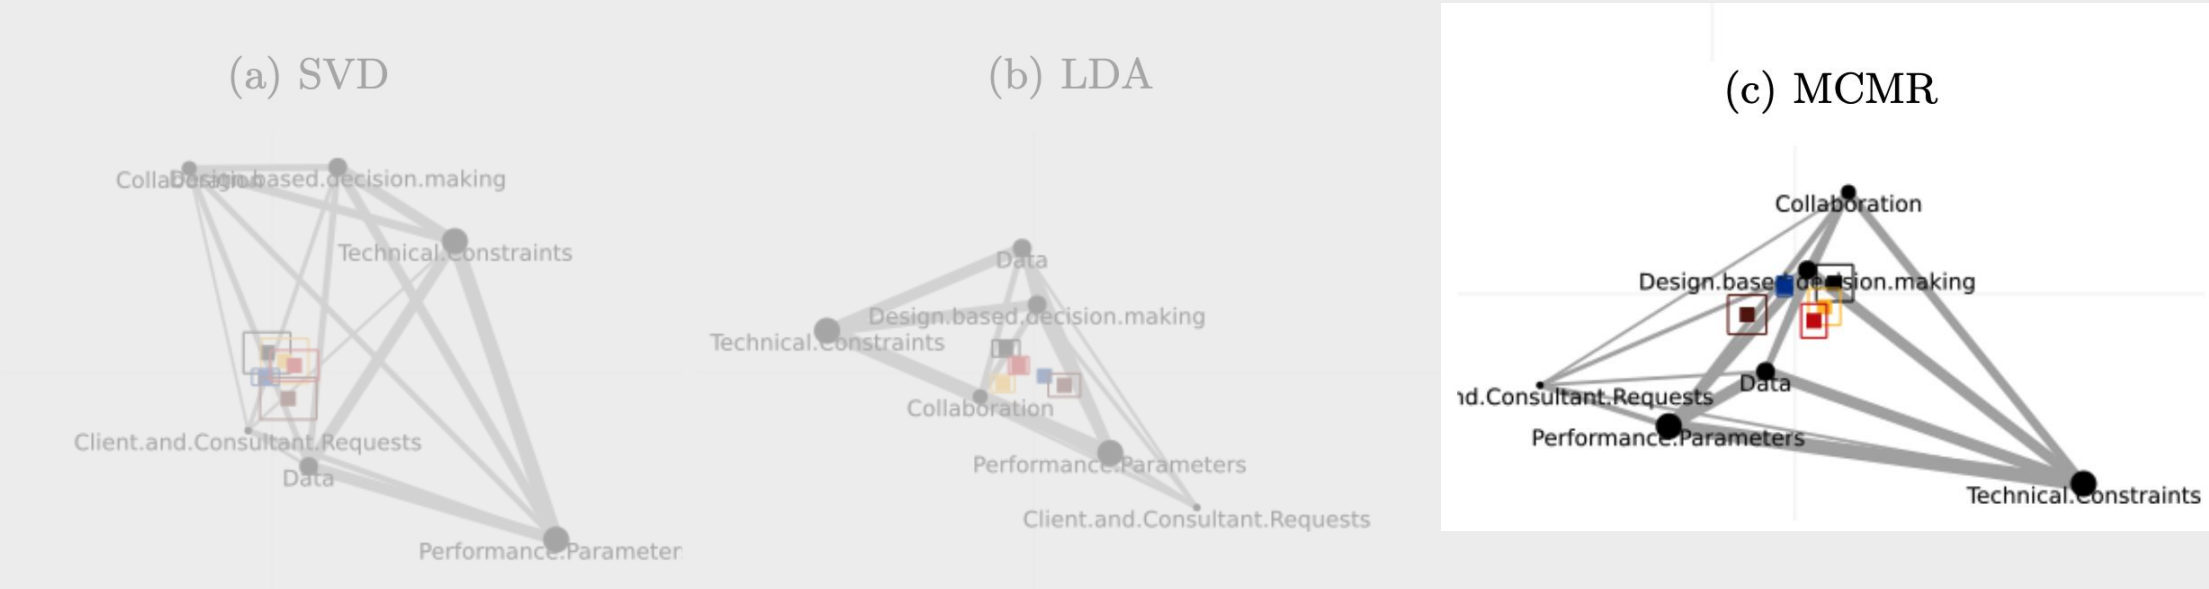 (a) SVD
Collaboration
Design.based.decision.making
Technical.Constraints
Client.and.Consultant.Requests
Data
Performance.Parameter
(b) LDA
Data
Design.based.decision.making
Technical.Constraints
Collaboration
Performance.Parameters
Client.and.Consultant.Requests
(c) MCMR
Collaboration
Design.based.decision.making
Data
nd.Consultant.Requests
Performance.Parameters
Technical.Constraints